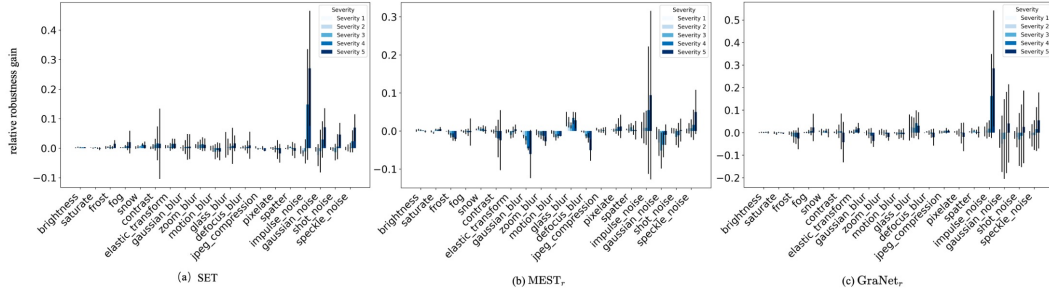 relative robustness gain
0.4
0.3
0.2
0.1
0.0
−0.1
Severity
Severity 1
Severity 2
Severity 3
Severity 4
Severity 5
brightness
saturate
frost
fog
snow
contrast
elastic_transform
gaussian_blur
zoom_blur
motion_blur
glass_blur
defocus_blur
jpeg_compression
pixelate
spatter
impulse_noise
gaussian_noise
shot_noise
speckle_noise
(a) SET
0.3
0.2
0.1
0.0
−0.1
Severity
Severity 1
Severity 2
Severity 3
Severity 4
Severity 5
brightness
saturate
frost
fog
snow
contrast
elastic_transform
gaussian_blur
zoom_blur
motion_blur
glass_blur
defocus_blur
jpeg_compression
pixelate
spatter
impulse_noise
gaussian_noise
shot_noise
speckle_noise
(b) MESTᵣ
0.5
0.4
0.3
0.2
0.1
0.0
−0.1
−0.2
Severity
Severity 1
Severity 2
Severity 3
Severity 4
Severity 5
brightness
saturate
frost
fog
snow
contrast
elastic_transform
gaussian_blur
zoom_blur
motion_blur
glass_blur
defocus_blur
jpeg_compression
pixelate
spatter
impulse_noise
gaussian_noise
shot_noise
speckle_noise
(c) GraNetᵣ